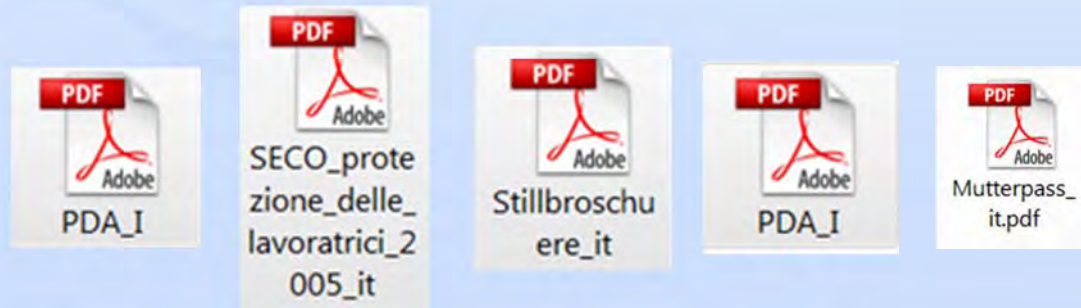 PDF
Adobe
PDA_I
PDF
Adobe
SECO_prote
zione_delle_
lavoratrici_2
005_it
PDF
Adobe
Stillbroschu
ere_it
PDF
Adobe
PDA_I
PDF
Adobe
Mutterpass_
it.pdf